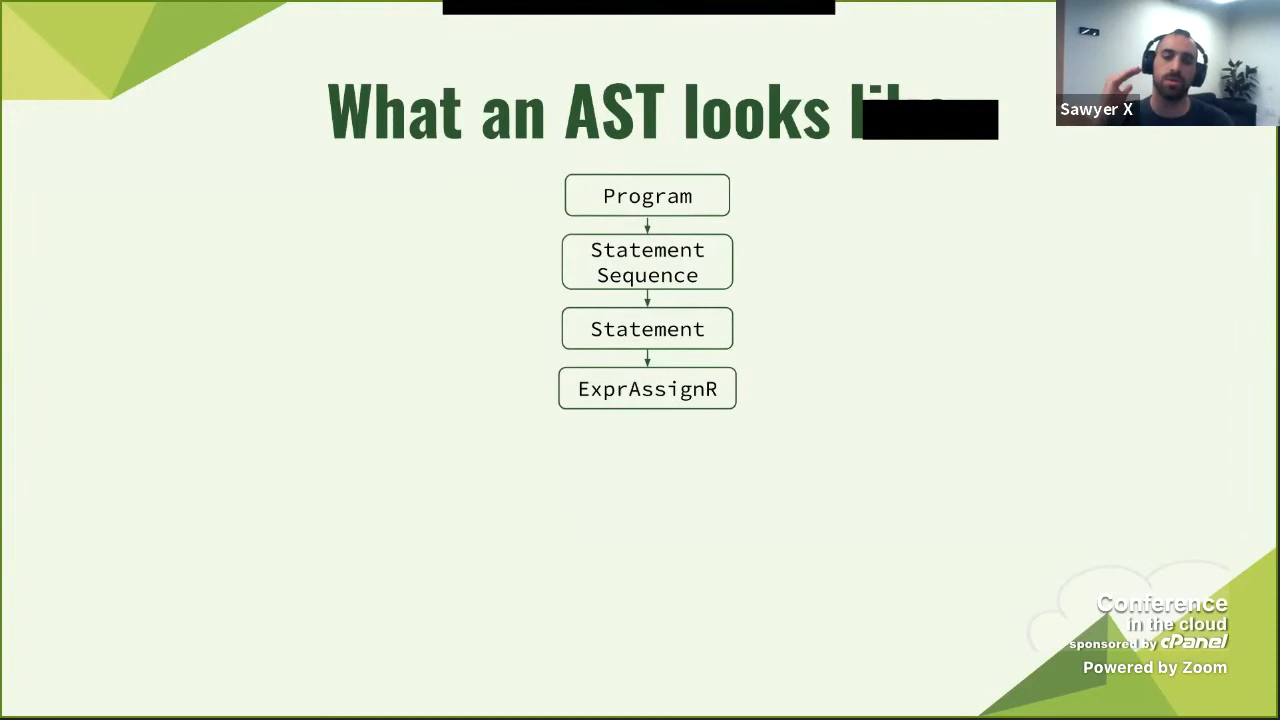 What an AST looks
Sawyer X
Program
Statement
Sequence
Statement
ExprAssignR
Conference
in the cloud
sponsored by cPanel
Powered by Zoom